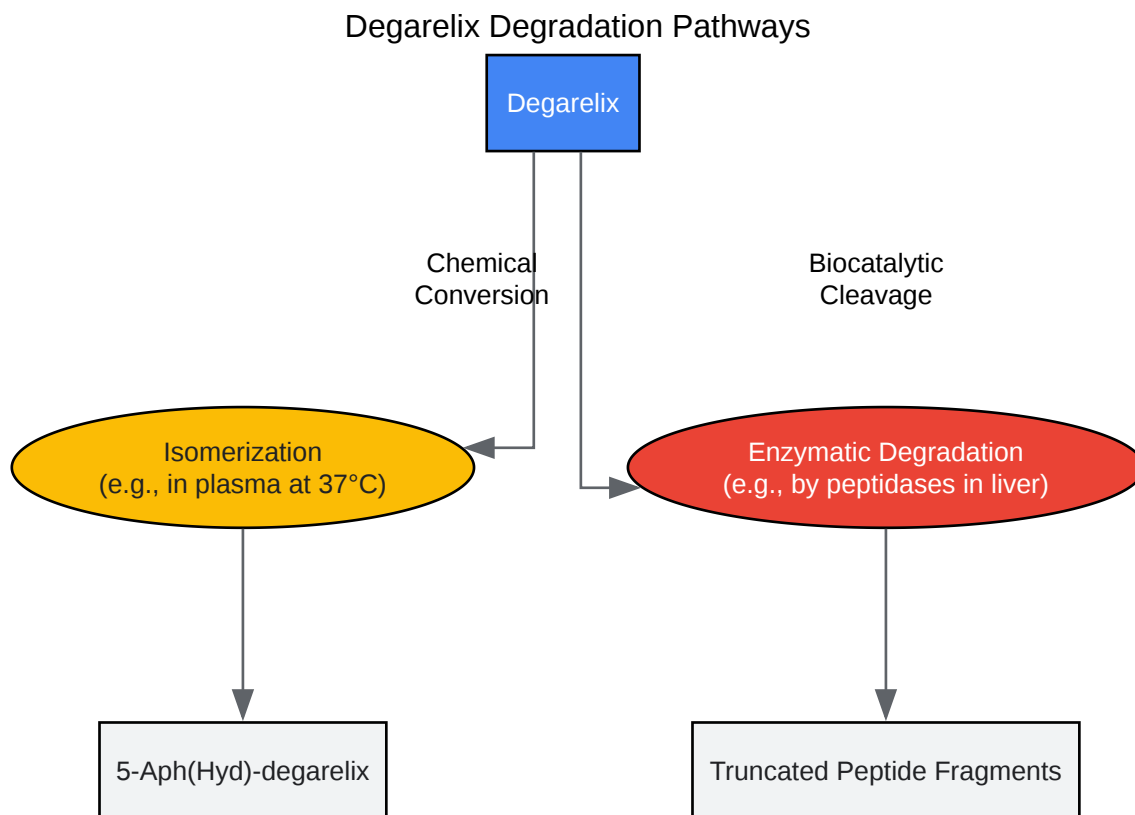 Degarelix Degradation Pathways
Degarelix
Chemical
Conversion
Biocatalytic
Cleavage
Isomerization
(e.g., in plasma at 37°C)
Enzymatic Degradation
(e.g., by peptidases in liver)
5-Aph(Hyd)-degarelix
Truncated Peptide Fragments